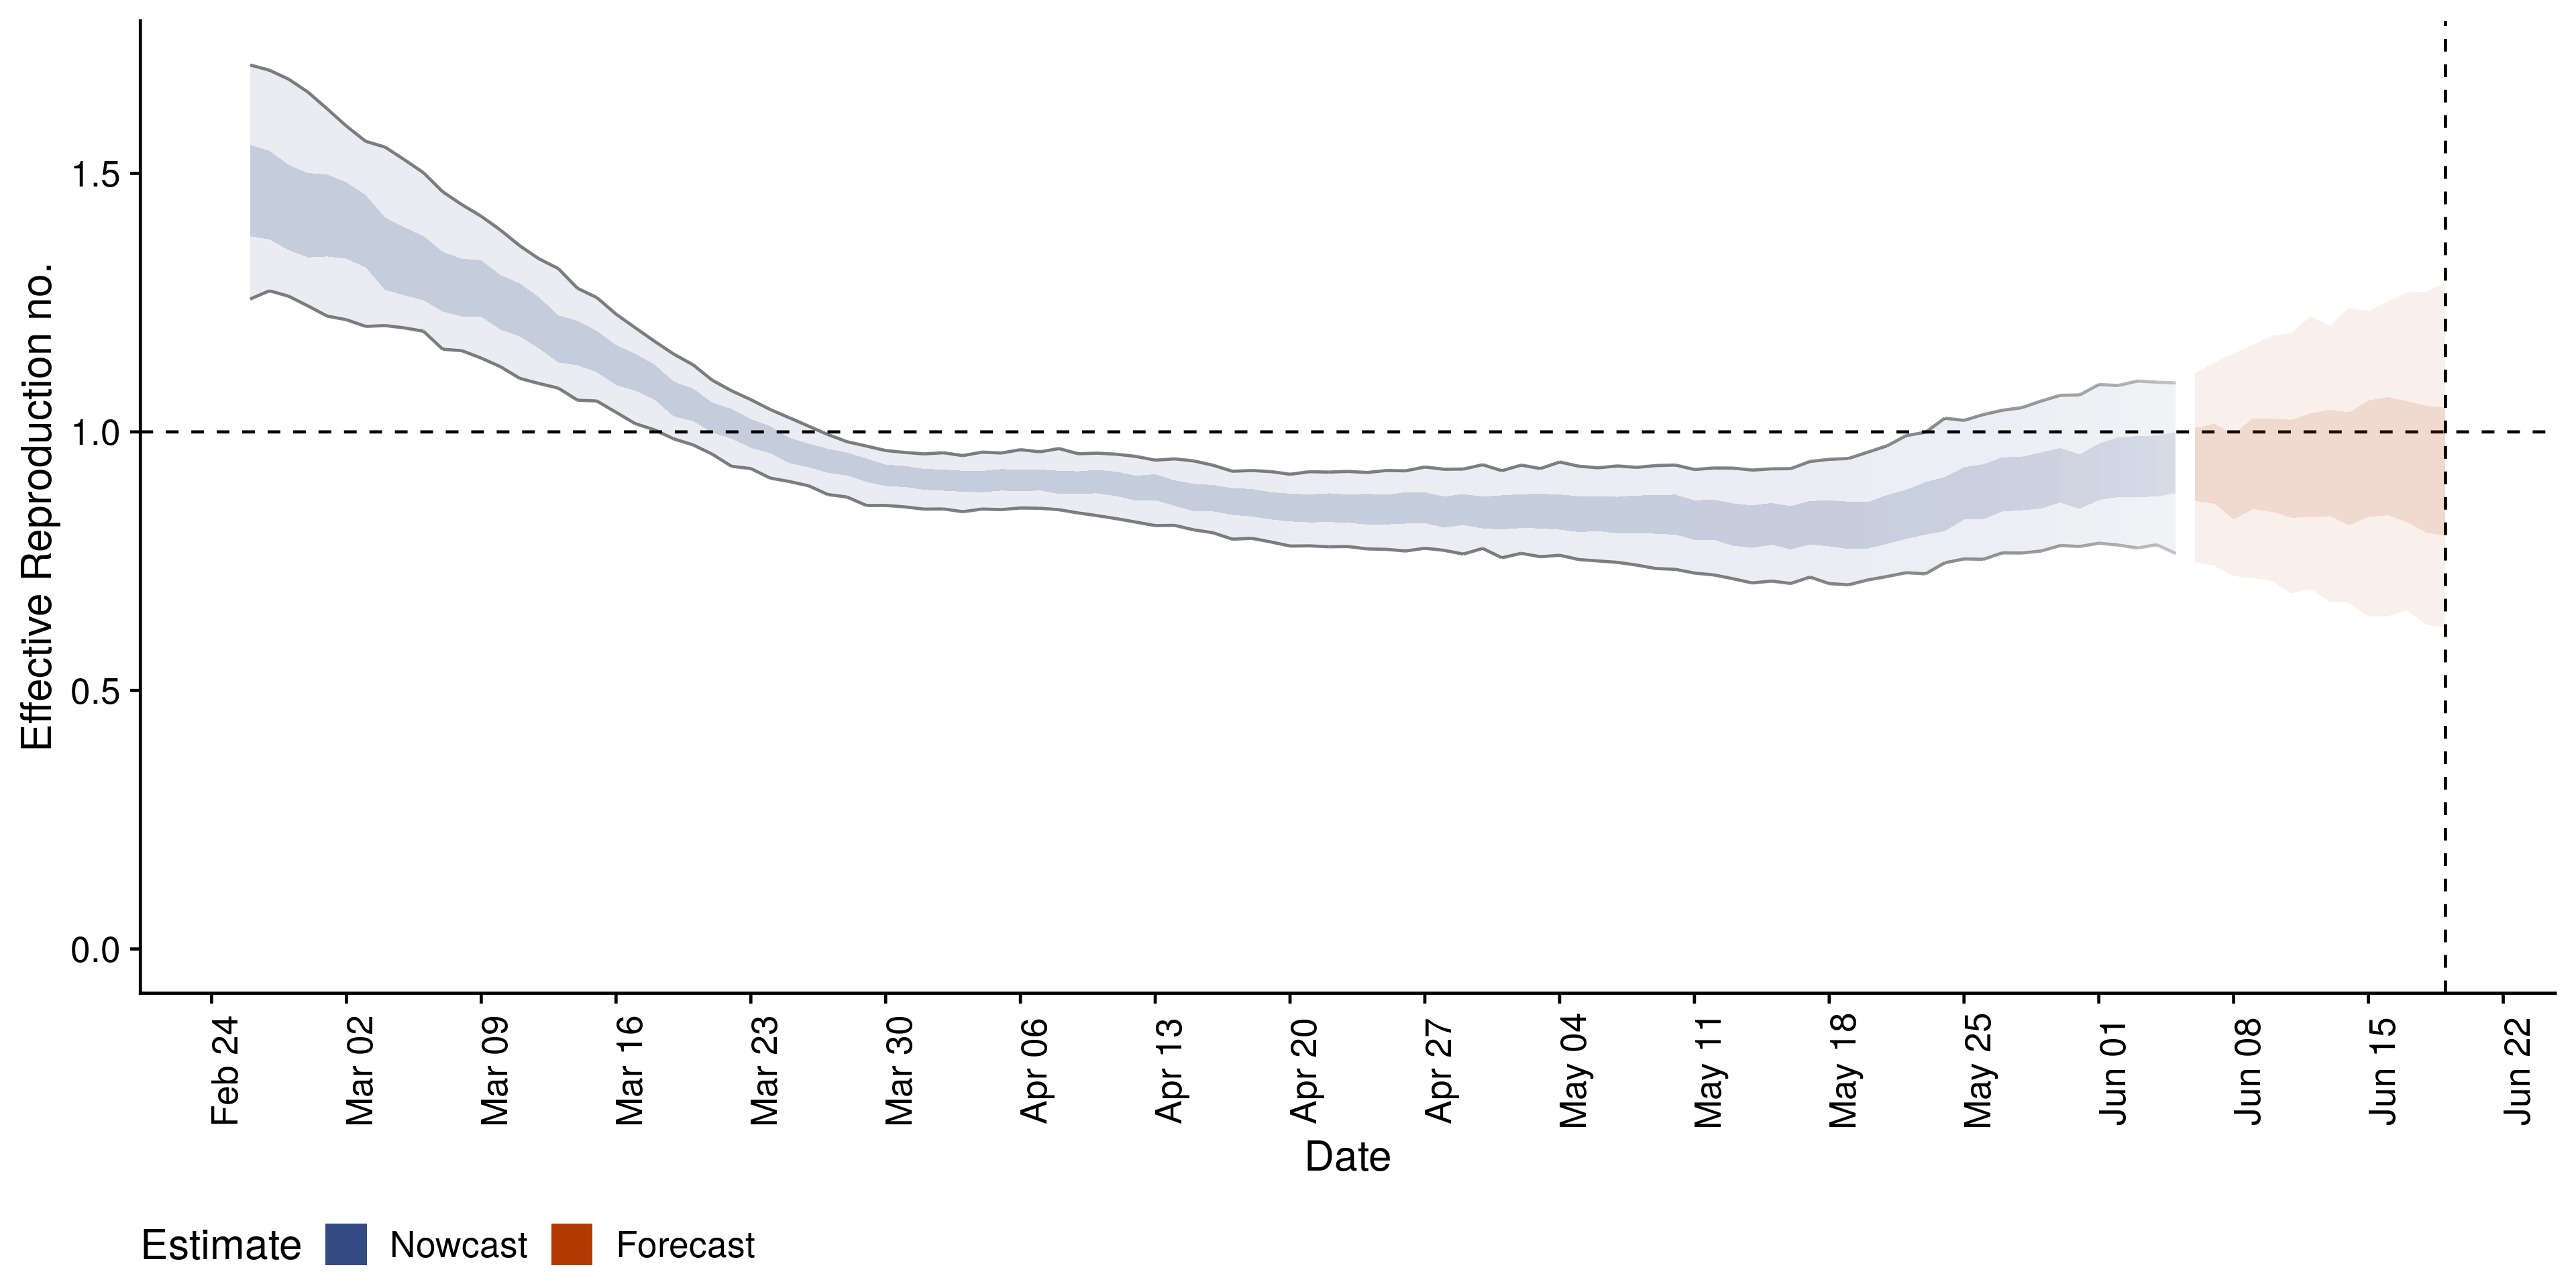 Effective Reproduction no.
1.5
1.0
0.5
0.0
Feb 24
Mar 02
Mar 09
Mar 16
Mar 23
Mar 30
Apr 06
Apr 13
Apr 20
Apr 27
May 04
May 11
May 18
May 25
Jun 01
Jun 08
Jun 15
Jun 22
Date
Estimate Nowcast Forecast